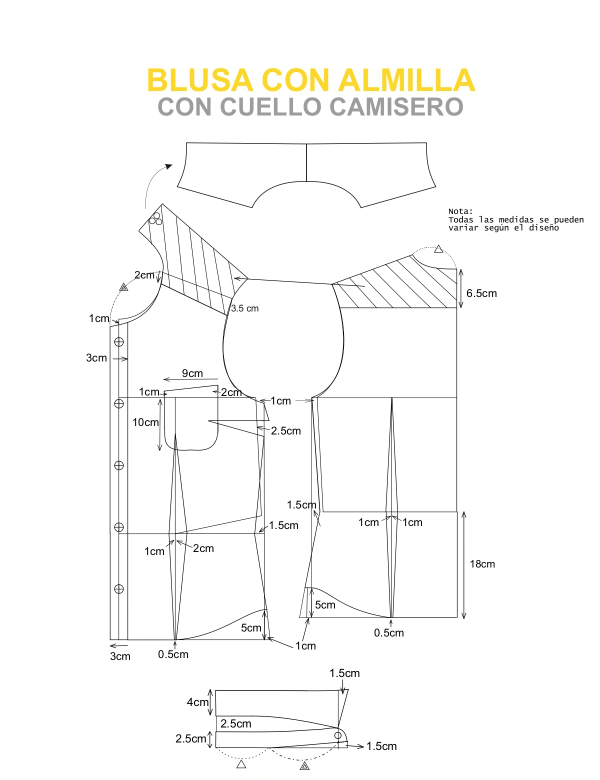 BLUSA CON ALMILLA
CON CUELLO CAMISERO
Nota:
Todas las medidas se pueden
variar según el diseño
2cm
6.5cm
3.5 cm
1cm
3cm
9cm
1cm
2cm
1cm
10cm
2.5cm
1.5cm
1.5cm
1cm
1cm
1cm
2cm
18cm
5cm
5cm
0.5cm
1cm
3cm
0.5cm
1.5cm
4cm
2.5cm
2.5cm
1.5cm